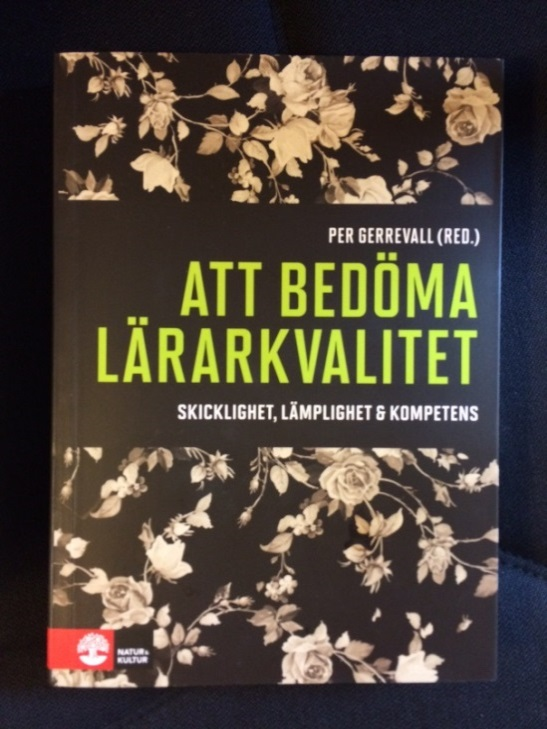 PER GERREVALL (RED.)
ATT BEDÖMA
LÄRARKVALITET
SKICKLIGHET, LÄMPLIGHET & KOMPETENS
NATUR &
KULTUR